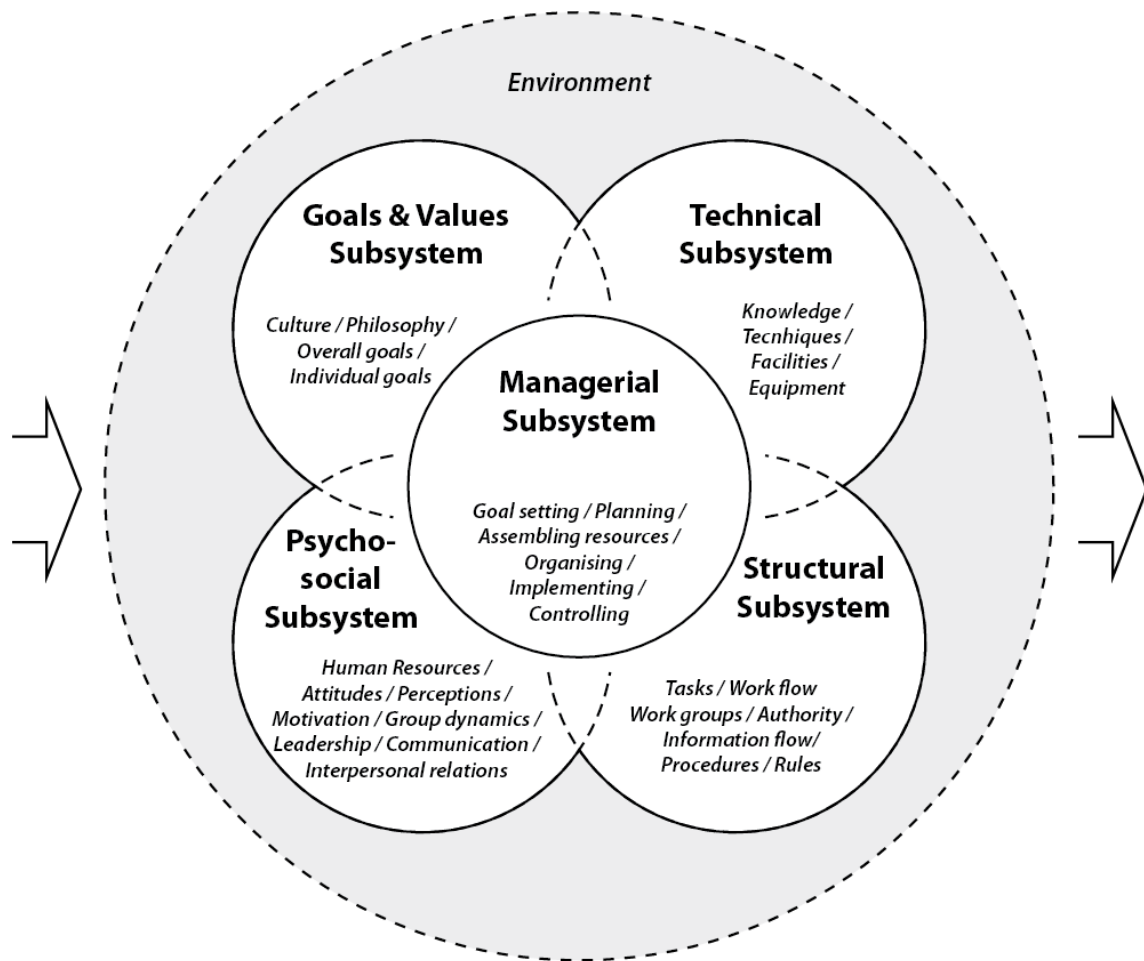 Environment
Goals & Values
Subsystem
Culture / Philosophy /
Overall goals /
Individual goals
Technical
Subsystem
Knowledge /
Tecnhiques /
Facilities /
Equipment
Managerial
Subsystem
Goal setting / Planning /
Assembling resources /
Organising /
Implementing /
Controlling
Psycho-
social
Subsystem
Human Resources /
Attitudes / Perceptions /
Motivation / Group dynamics /
Leadership / Communication /
Interpersonal relations
Structural
Subsystem
Tasks / Work flow
Work groups / Authority /
Information flow/
Procedures / Rules